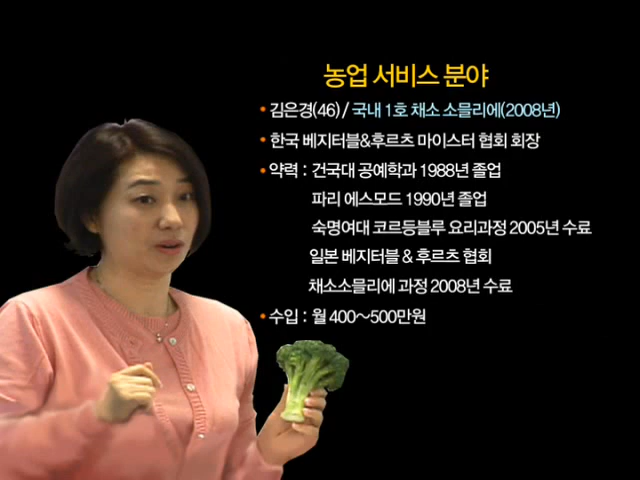 농업 서비스 분야
• 김은경(46) / 국내 1호 채소 소믈리에(2008년)
• 한국 베지터블&후르츠 마이스터 협회 회장
• 약력 : 건국대 공예학과 1988년 졸업
파리 에스모드 1990년 졸업
숙명여대 코르등블루 요리과정 2005년 수료
일본 베지터블 & 후르츠 협회
채소소믈리에 과정 2008년 수료
• 수입 : 월 400~500만원